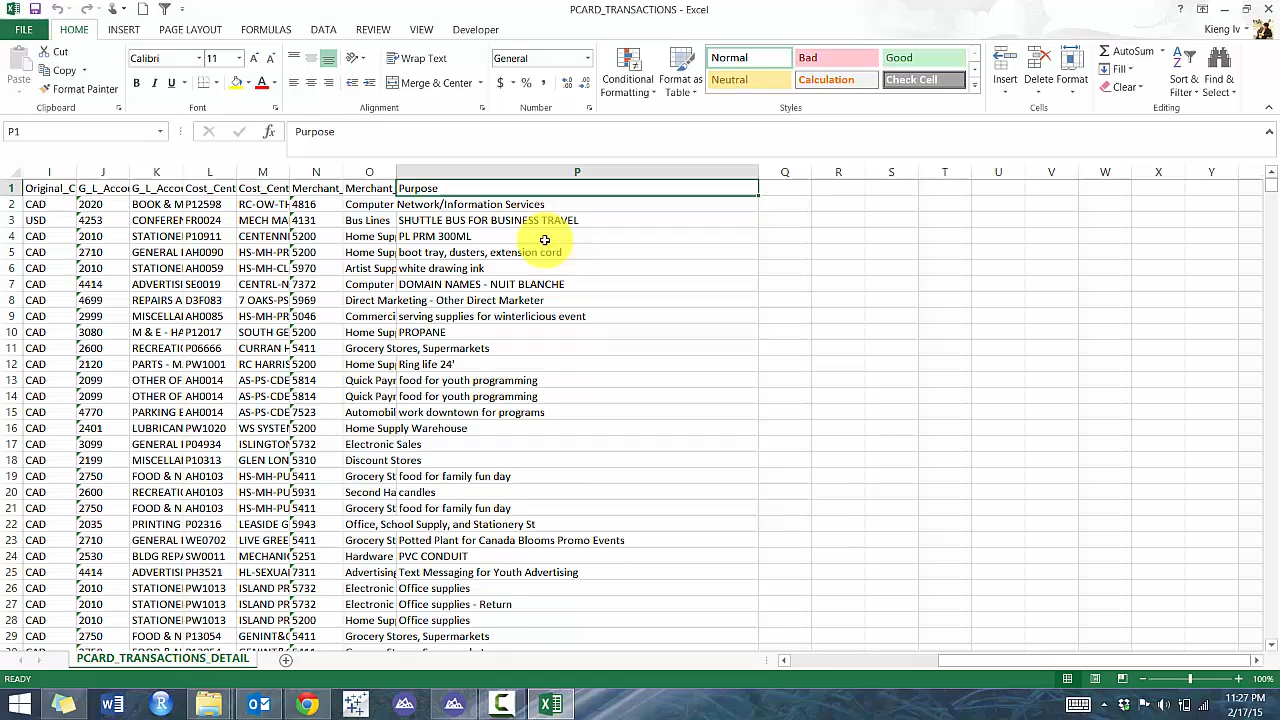 PCARD_TRANSACTIONS - Excel
FILE HOME INSERT PAGE LAYOUT FORMULAS DATA REVIEW VIEW Developer
Kieng Iv
Paste
Cut
Copy
Format Painter
Clipboard
Calibri 11
Font
Wrap Text
Merge & Center
Alignment
General
Number
Conditional Formatting
Format as Table
Normal Bad Good
Neutral Calculation Check Cell
Styles
Insert Delete Format
Cells
AutoSum
Fill
Clear
Sort & Filter
Find & Select
Editing
P1 fx Purpose
I J K L M N O P Q R S T U V W X Y
1 Original_C G_L_Accou G_L_Accou Cost_Cent Cost_Cent Merchant_ Merchant_ Purpose
2 CAD 2020 BOOK & M P12598 RC-OW-TH 4816 Computer Network/Information Services
3 USD 4253 CONFEREN FR0024 MECH MA 4131 Bus Lines SHUTTLE BUS FOR BUSINESS TRAVEL
4 CAD 2010 STATIONE P10911 CENTENNI 5200 Home Sup PL PRM 300ML
5 CAD 2710 GENERAL I AH0090 HS-MH-PR 5200 Home Sup boot tray, dusters, extension cord
6 CAD 2010 STATIONE AH0059 HS-MH-CL 5970 Artist Supp white drawing ink
7 CAD 4414 ADVERTISI SE0019 CENTRL-N 7372 Computer DOMAIN NAMES - NUIT BLANCHE
8 CAD 4699 REPAIRS A D3F083 7 OAKS-PS 5969 Direct Marketing - Other Direct Marketer
9 CAD 2999 MISCELLAI AH0085 HS-MH-PR 5046 Commerci serving supplies for winterlicious event
10 CAD 3080 M & E - HA P12017 SOUTH GE 5200 Home Sup PROPANE
11 CAD 2600 RECREATI P06666 CURRAN H 5411 Grocery Stores, Supermarkets
12 CAD 2120 PARTS - M PW1001 RC HARRIS 5200 Home Sup Ring life 24'
13 CAD 2099 OTHER OF AH0014 AS-PS-CDE 5814 Quick Payr food for youth programming
14 CAD 2099 OTHER OF AH0014 AS-PS-CDE 5814 Quick Payr food for youth programming
15 CAD 4770 PARKING E AH0014 AS-PS-CDE 7523 Automobil work downtown for programs
16 CAD 2401 LUBRICAN PW1020 WS SYSTEM 5200 Home Supply Warehouse
17 CAD 3099 GENERAL I P04934 ISLINGTON 5732 Electronic Sales
18 CAD 2199 MISCELLAI P10313 GLEN LON 5310 Discount Stores
19 CAD 2750 FOOD & N AH0103 HS-MH-PU 5411 Grocery St food for family fun day
20 CAD 2600 RECREATI AH0103 HS-MH-PU 5931 Second Ha candles
21 CAD 2750 FOOD & N AH0103 HS-MH-PU 5411 Grocery St food for family fun day
22 CAD 2035 PRINTING P02316 LEASIDE G 5943 Office, School Supply, and Stationery St
23 CAD 2710 GENERAL I WE0702 LIVE GREE 5411 Grocery St Potted Plant for Canada Blooms Promo Events
24 CAD 2530 BLDG REPA SW0011 MECHANI 5251 Hardware PVC CONDUIT
25 CAD 4414 ADVERTISI PH3521 HL-SEXUAI 7311 Advertising Text Messaging for Youth Advertising
26 CAD 2010 STATIONE PW1013 ISLAND PR 5732 Electronic Office supplies
27 CAD 2010 STATIONE PW1013 ISLAND PR 5732 Electronic Office supplies - Return
28 CAD 2010 STATIONE PW1013 ISLAND PR 5200 Home Sup Office supplies
29 CAD 2750 FOOD & N P13054 GENINT&C 5411 Grocery Stores, Supermarkets
PCARD_TRANSACTIONS_DETAIL
READY
100%
11:27 PM
2/17/15